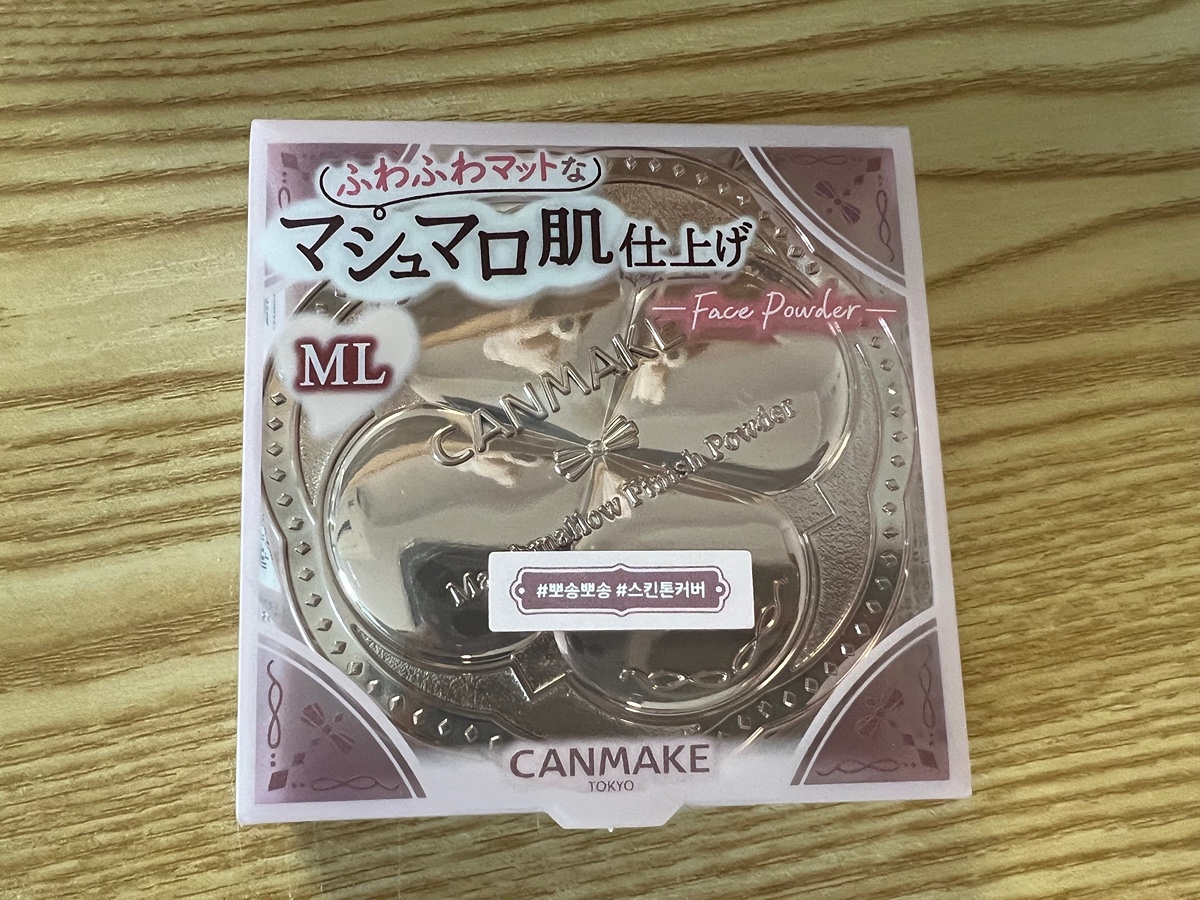 ふわふわマットな
マシュマロ肌仕上げ
Face Powder
ML
CANMAKE
Marshmallow Finish Powder
#뽀송뽀송 #스킨톤커버
CANMAKE
TOKYO